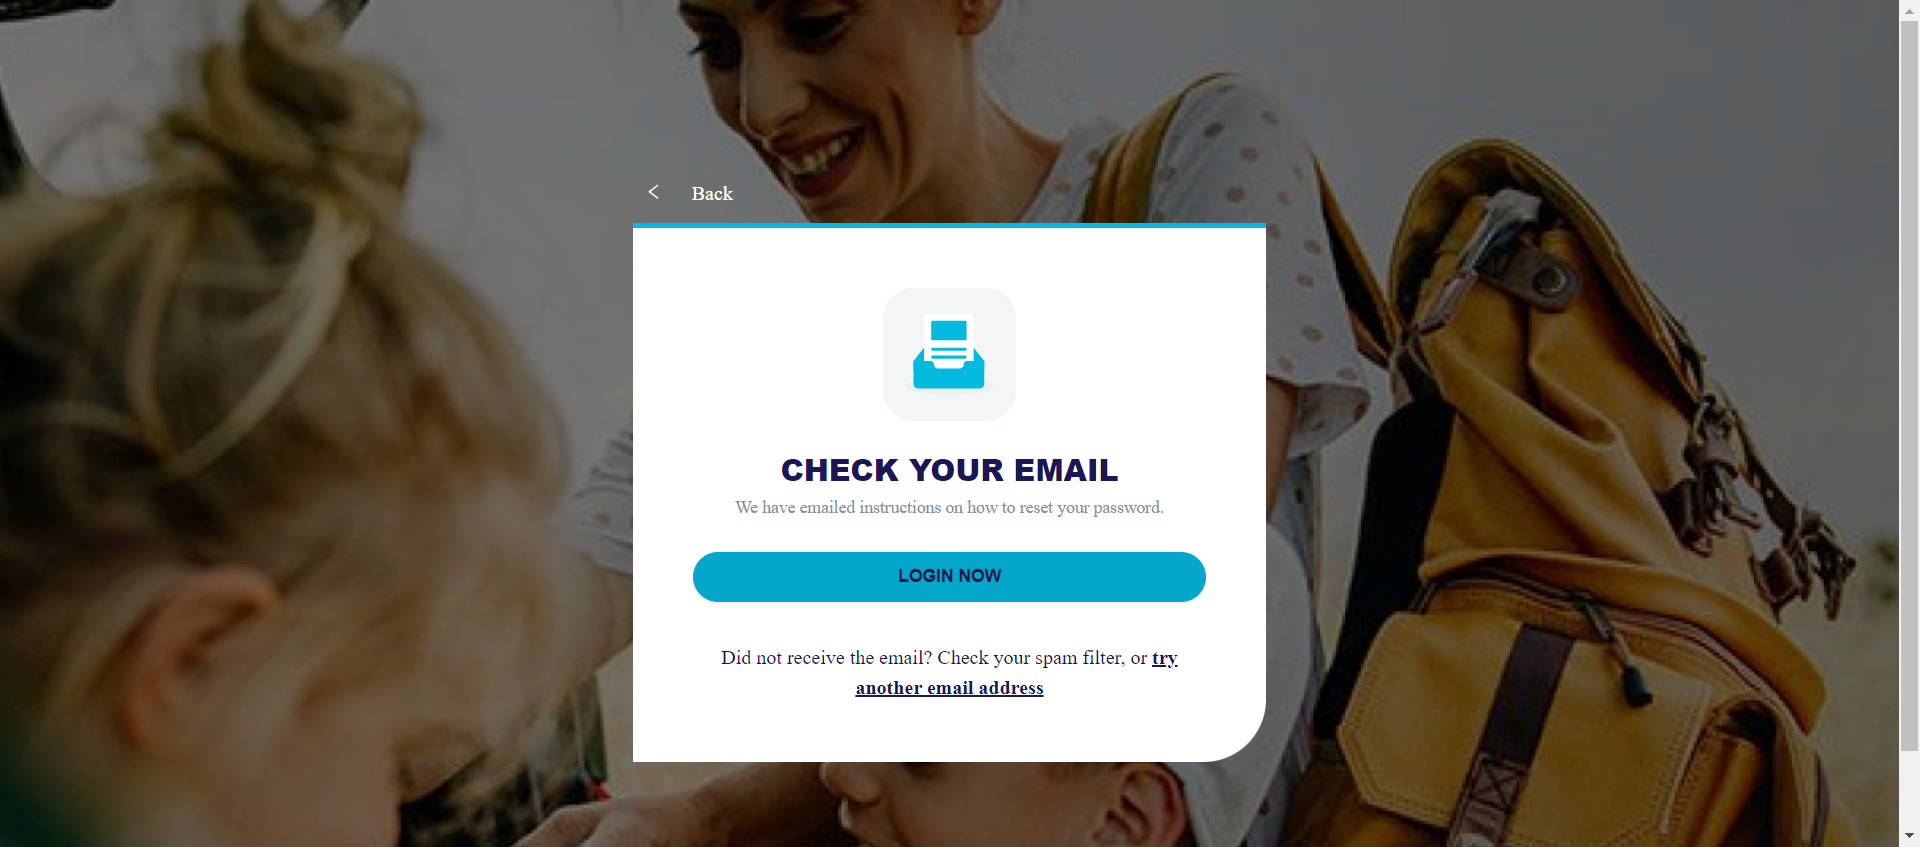 Back
CHECK YOUR EMAIL
We have emailed instructions on how to reset your password.
LOGIN NOW
Did not receive the email? Check your spam filter, or try
another email address